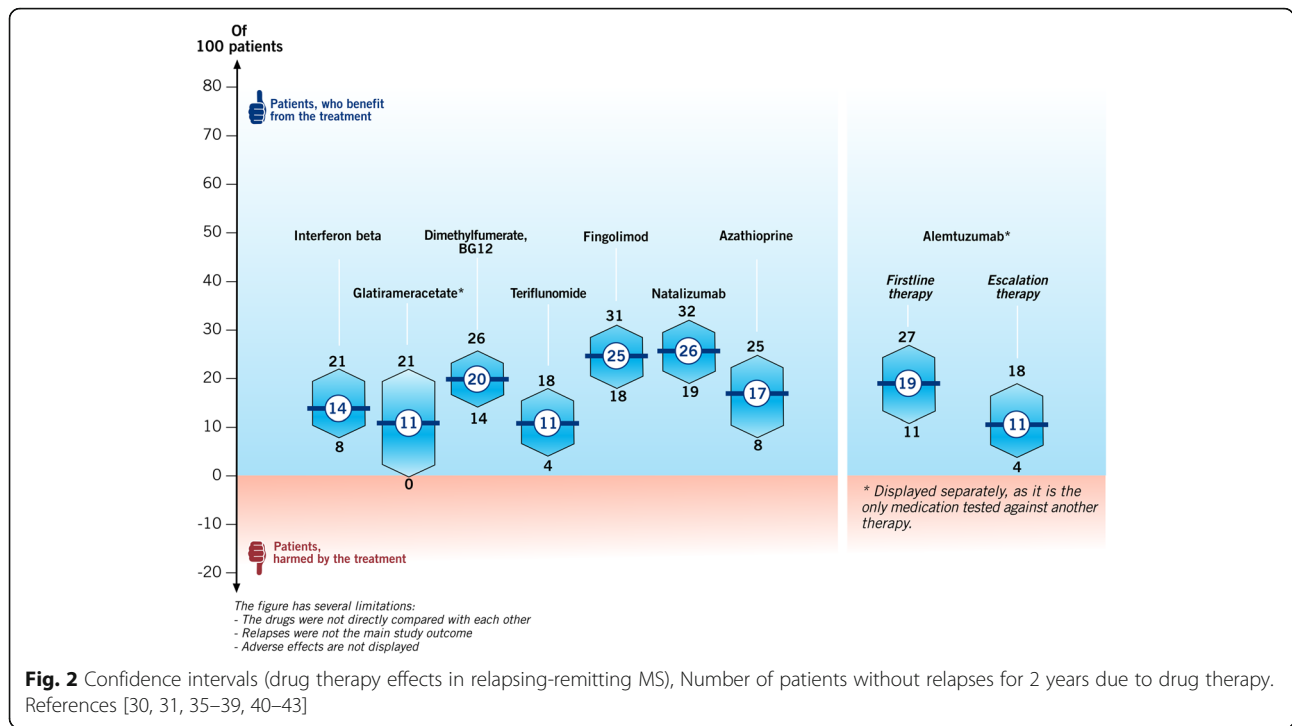 Of
100 patients
80
70
60
50
40
30
20
10
0
-10
-20
Patients, who benefit
from the treatment
Interferon beta
21
14
8
Glatirameracetate*
21
11
0
Dimethylfumerate,
BG12
26
20
14
Teriflunomide
18
11
4
Fingolimod
31
25
18
Natalizumab
32
26
19
Azathioprine
25
17
8
Alemtuzumab*
Firstline
therapy
27
19
11
Escalation
therapy
18
11
4
* Displayed separately, as it is the
only medication tested against another
therapy.
Patients,
harmed by the treatment
The figure has several limitations:
- The drugs were not directly compared with each other
- Relapses were not the main study outcome
- Adverse effects are not displayed
Fig. 2 Confidence intervals (drug therapy effects in relapsing-remitting MS), Number of patients without relapses for 2 years due to drug therapy.
References [30, 31, 35–39, 40–43]